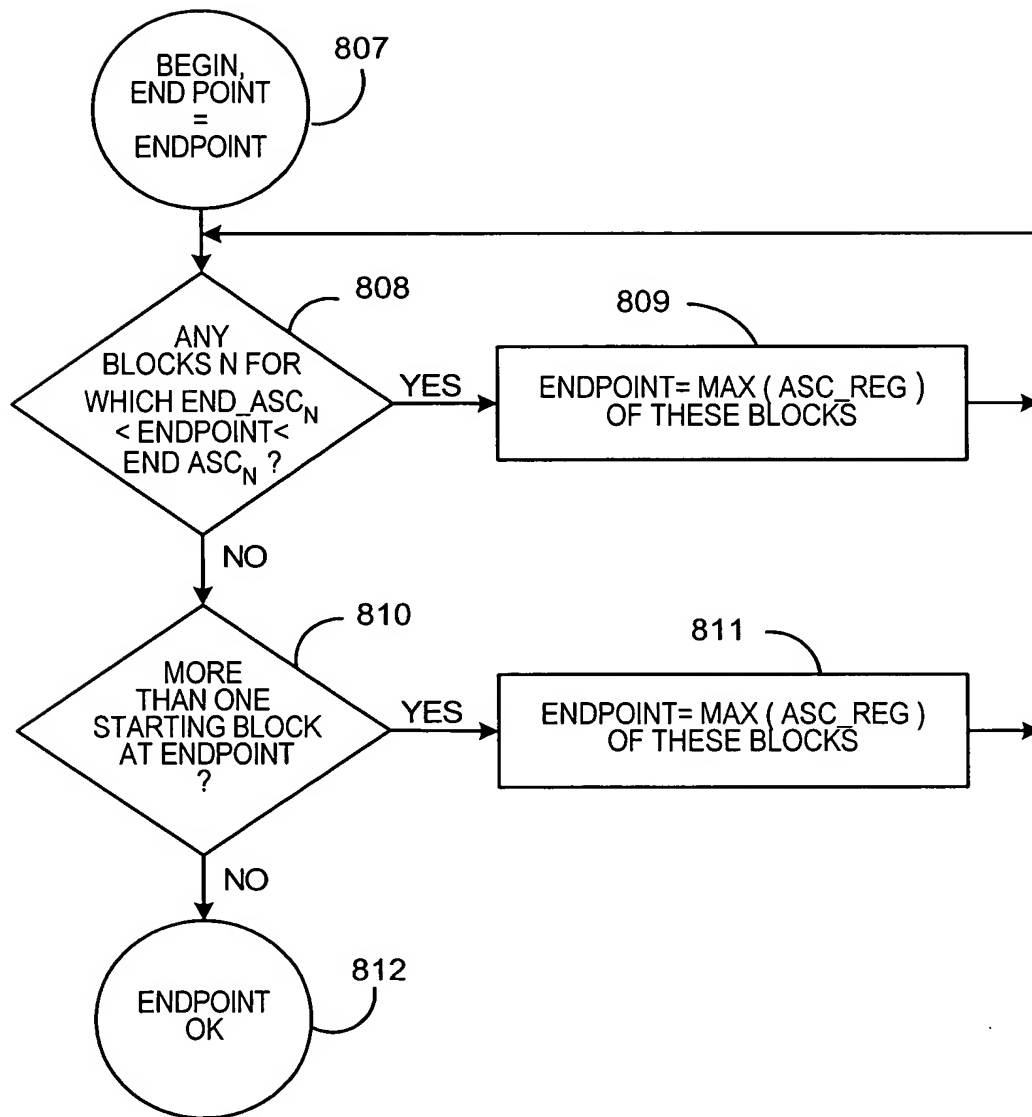 BEGIN,
END POINT
=
ENDPOINT
807
808
ANY
BLOCKS N FOR
WHICH END_ASC_N
< ENDPOINT<
END ASC_N ?
YES
809
ENDPOINT= MAX ( ASC_REG )
OF THESE BLOCKS
NO
810
MORE
THAN ONE
STARTING BLOCK
AT ENDPOINT
?
YES
811
ENDPOINT= MAX ( ASC_REG )
OF THESE BLOCKS
NO
812
ENDPOINT
OK